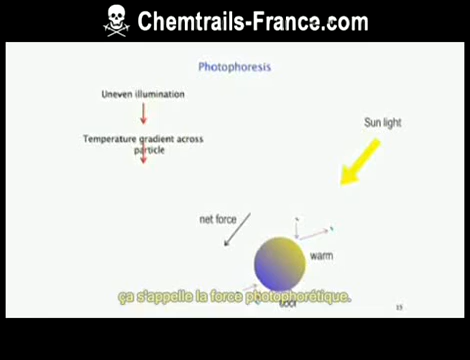 Chemtrails-France.com
Photophoresis
Uneven illumination
Temperature gradient across
particle
Sun light
net force
warm
cool
ça s'appelle la force photophorétique.
15